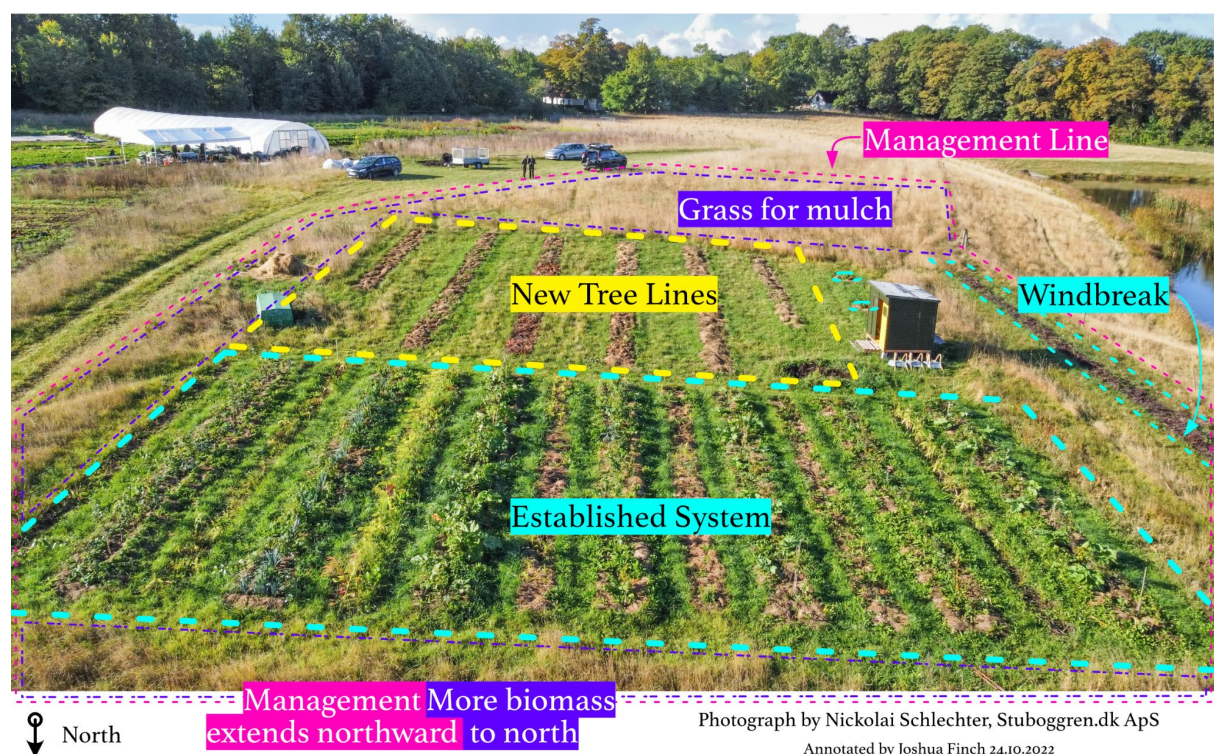 Management Line
Grass for mulch
New Tree Lines
Windbreak
Established System
Management More biomass
extends northward to north
North
Photograph by Nickolai Schlechter, Stuboggren.dk ApS
Annotated by Joshua Finch 24.10.2022